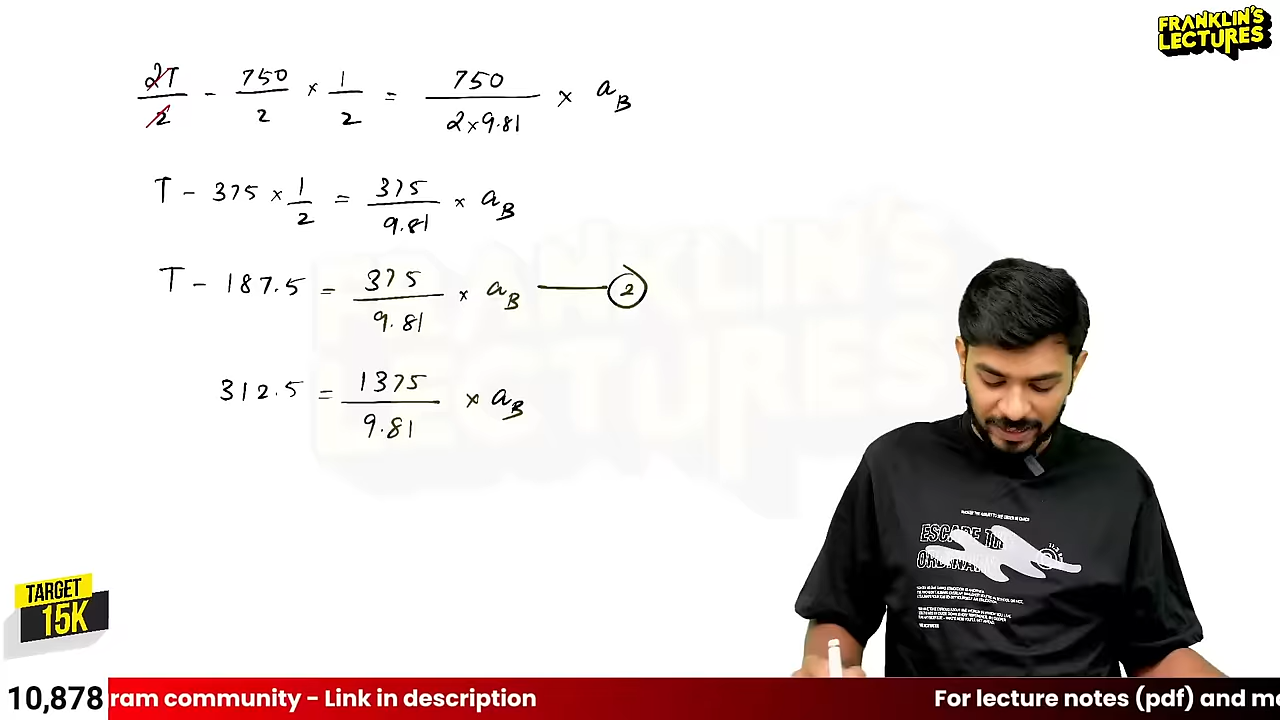 FRANKLIN'S
LECTURES
2T/2 - 750/2 × 1/2 = 750/(2×9.81) × a_B
T - 375 × 1/2 = 375/9.81 × a_B
T - 187.5 = 375/9.81 × a_B —— 2
312.5 = 1375/9.81 × a_B
FRANKLIN'S
LECTURES
ESCAPE
TARGET
15K
10,878
ram community - Link in description
For lecture notes (pdf) and m